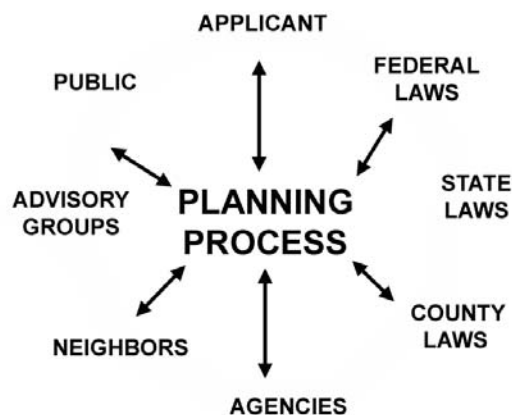 APPLICANT
FEDERAL
LAWS
PUBLIC
STATE
LAWS
ADVISORY
GROUPS
PLANNING
PROCESS
COUNTY
LAWS
NEIGHBORS
AGENCIES